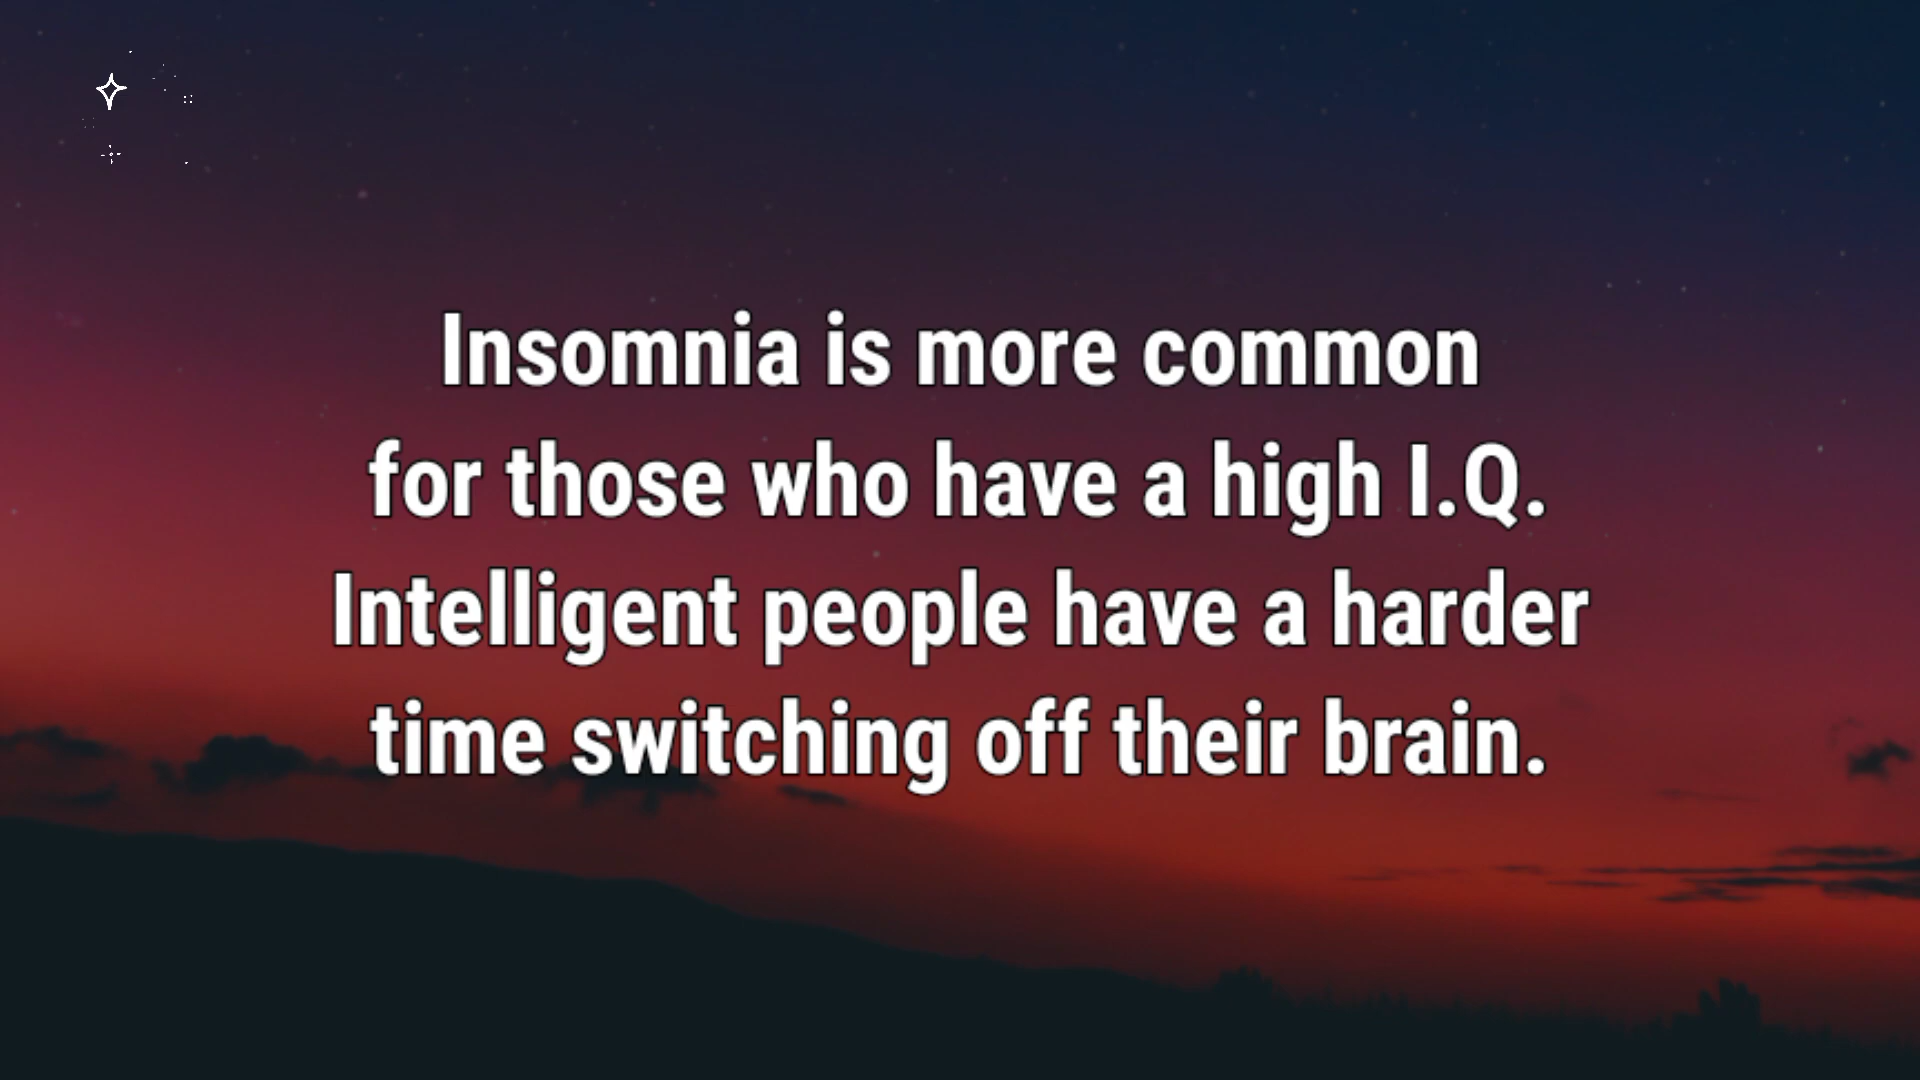 Insomnia is more common
for those who have a high I.Q.
Intelligent people have a harder
time switching off their brain.